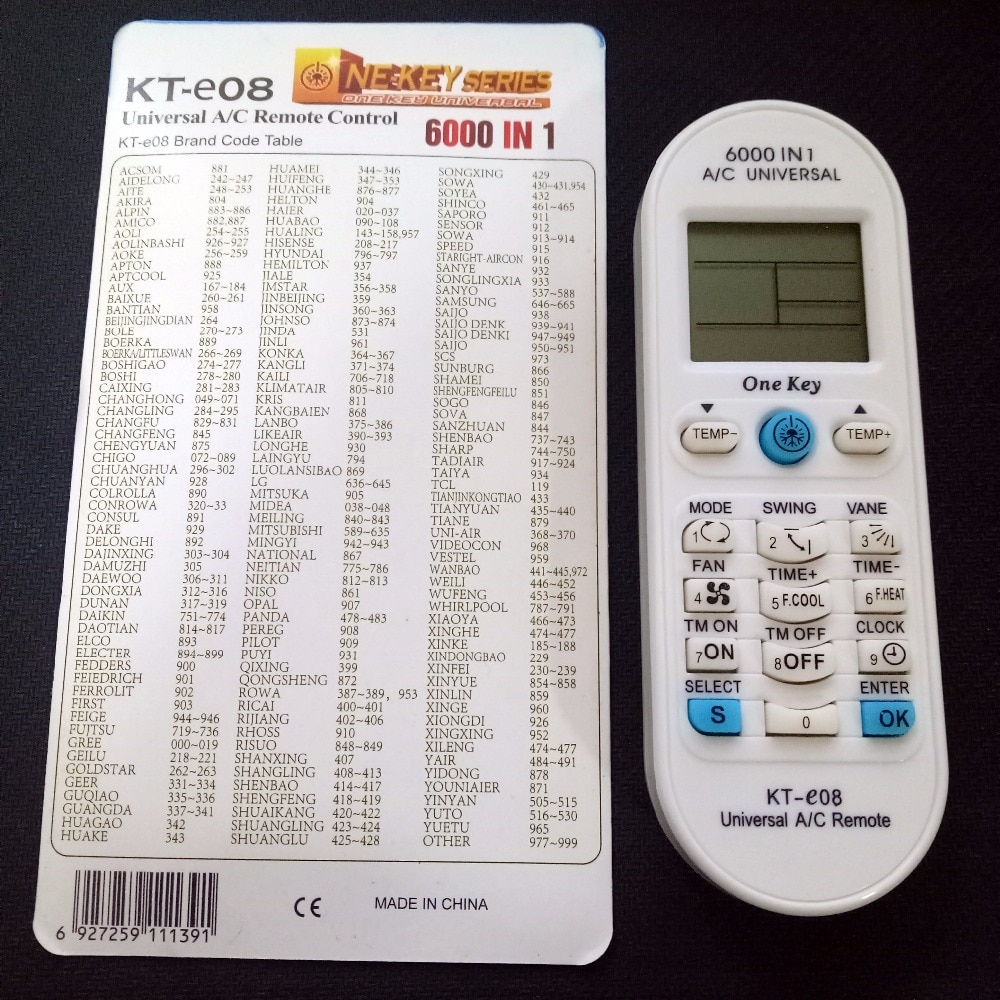 KT-e08
ONE-KEY SERIES
ONE KEY UNIVERSAL
Universal A/C Remote Control
6000 IN 1
KT-e08 Brand Code Table
ACSOM 881
AIDELONG 242~247
AITE 248~253
AKIRA 804
ALPIN 883~886
AMICO 882,887
AOLI 254~255
AOLINBASHI 926~927
AOKE 256~259
APTON 888
APTCOOL 925
AUX 167~184
BAIXUE 260~261
BANTIAN 958
BEIJINGJINGDIAN 264
BOLE 270~273
BOERKA 889
BOERKA/LITTLESWAN 266~269
BOSHIGAO 274~277
BOSHI 278~280
CAIXING 281~283
CHANGHONG 049~071
CHANGLING 284~295
CHANGFU 829~831
CHANGFENG 845
CHENGYUAN 875
CHIGO 072~089
CHUANGHUA 296~302
CHUANYAN 928
COLROLLA 890
CONROWA 320~33
CONSUL 891
DAKE 929
DELONGHI 892
DAJINXING 303~304
DAMUZHI 305
DAEWOO 306~311
DONGXIA 312~316
DUNAN 317~319
DAIKIN 751~774
DAOTIAN 814~817
ELCO 893
ELECTER 894~899
FEDDERS 900
FEIEDRICH 901
FERROLIT 902
FIRST 903
FEIGE 944~946
FUJTSU 719~736
GREE 000~019
GEILU 218~221
GOLDSTAR 262~263
GEER 331~334
GUQIAO 335~336
GUANGDA 337~341
HUAGAO 342
HUAKE 343
HUAMEI 344~346
HUIFENG 347~353
HUANGHE 876~877
HELTON 904
HAIER 020~037
HUABAO 090~108
HUALING 143~158,957
HISENSE 208~217
HYUNDAI 796~797
HEMILTON 937
JIALE 354
JMSTAR 356~358
JINBEIJING 359
JINSONG 360~363
JOHNSO 873~874
JINDA 531
JINLI 961
KONKA 364~367
KANGLI 371~374
KAILI 706~718
KLIMATAIR 805~810
KRIS 811
KANGBAIEN 868
LANBO 375~386
LIKEAIR 390~393
LONGHE 930
LAINGYU 794
LUOLANSIBAO 869
LG 636~645
MITSUKA 905
MIDEA 038~048
MEILING 840~843
MITSUBISHI 589~635
MINGYI 942~943
NATIONAL 867
NEITIAN 775~786
NIKKO 812~813
NISO 861
OPAL 907
PANDA 478~483
PEREG 908
PILOT 909
PUYI 931
QIXING 399
QONGSHENG 872
ROWA 387~389, 953
RICAI 400~401
RIJIANG 402~406
RHOSS 910
RISUO 848~849
SHANXING 407
SHANGLING 408~413
SHENBAO 414~417
SHENGFENG 418~419
SHUAIKANG 420~422
SHUANGLING 423~424
SHUANGLU 425~428
SONGXING 429
SOWA 430~431,954
SOYEA 432
SHINCO 461~465
SAPORO 911
SENSOR 912
SOWA 913~914
SPEED 915
STARIGHT-AIRCON 916
SANYE 932
SONGLINGXIA 933
SANYO 537~588
SAMSUNG 646~665
SAIJO 938
SAIJO DENK 939~941
SAIJO DENKI 947~949
SAIJO 950~951
SCS 973
SUNBURG 866
SHAMEI 850
SHENGFENGFEILU 851
SOGO 846
SOVA 847
SANZHUAN 844
SHENBAO 737~743
SHARP 744~750
TADIAIR 917~924
TAIYA 934
TCL 119
TIANJINKONGTIAO 433
TIANYUAN 435~440
TIANE 879
UNI-AIR 368~370
VIDEOCON 968
VESTEL 959
WANBAO 441~445,972
WEILI 446~452
WUFENG 453~456
WHIRLPOOL 787~791
XIAOYA 466~473
XINGHE 474~477
XINKE 185~188
XINDONGBAO 229
XINFEI 230~239
XINYUE 854~858
XINLIN 859
XINGE 960
XIONGDI 926
XINGXING 952
XILENG 474~477
YAIR 484~491
YIDONG 878
YOUNIAIER 871
YINYAN 505~515
YUTO 516~530
YUETU 965
OTHER 977~999
6 927259 111391
CE
MADE IN CHINA
6000 IN 1
A/C UNIVERSAL
One Key
TEMP-
TEMP+
MODE SWING VANE
1 2 3
FAN TIME+ TIME-
4 5 F.COOL 6 F.HEAT
TM ON TM OFF CLOCK
7 ON 8 OFF 9
SELECT ENTER
S 0 OK
KT-e08
Universal A/C Remote